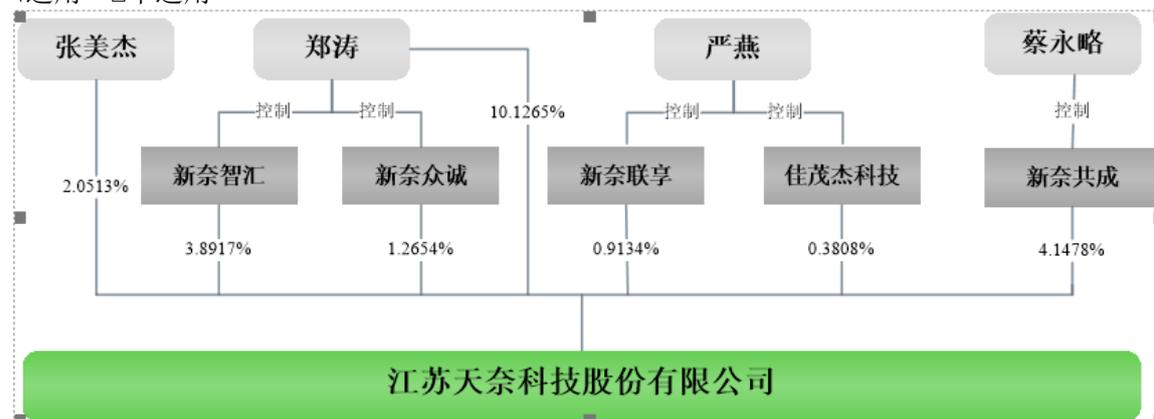 张美杰
郑涛
严燕
蔡永略
控制
控制
10.1265%
控制
控制
控制
2.0513%
新奈智汇
新奈众诚
新奈联享
佳茂杰科技
新奈共成
3.8917%
1.2654%
0.9134%
0.3808%
4.1478%
江苏天奈科技股份有限公司